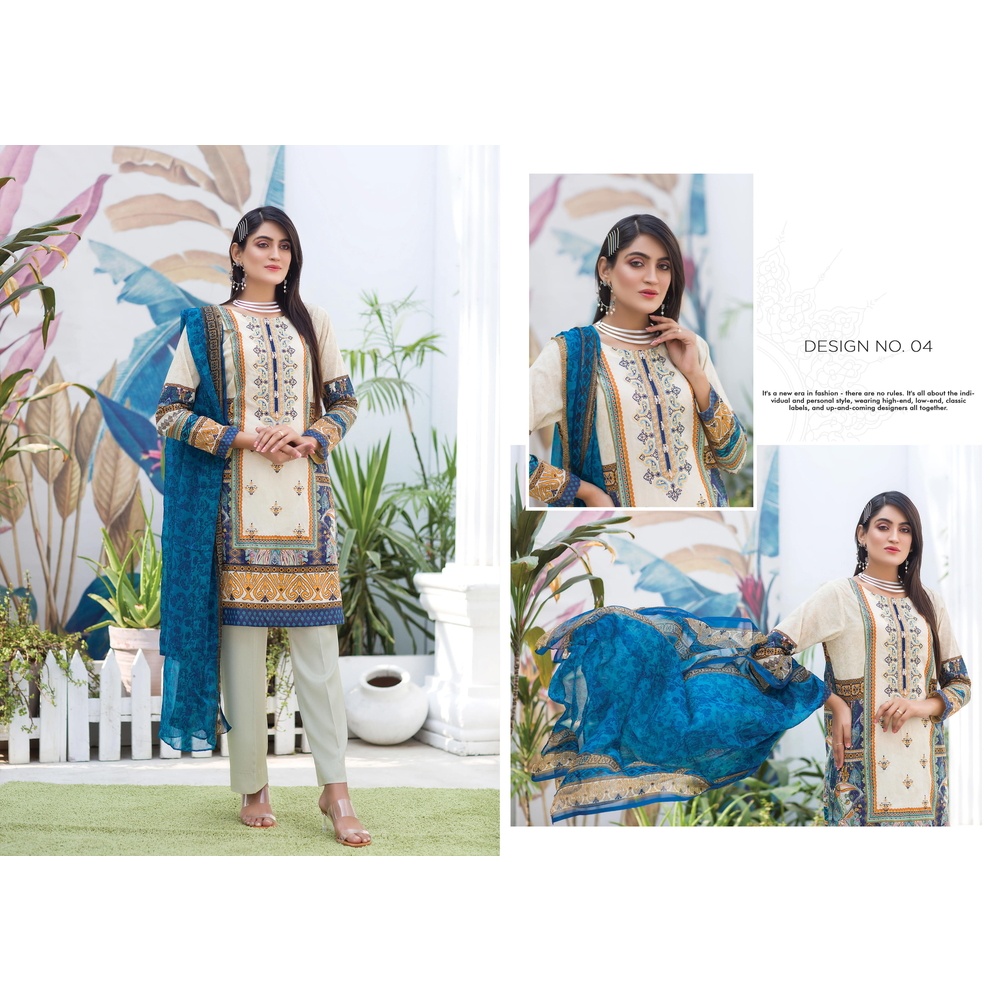 DESIGN NO. 04
It's a new era in fashion - there are no rules. It's all about the indi-
vidual and personal style, wearing high-end, low-end, classic
labels, and up-and-coming designers all together.